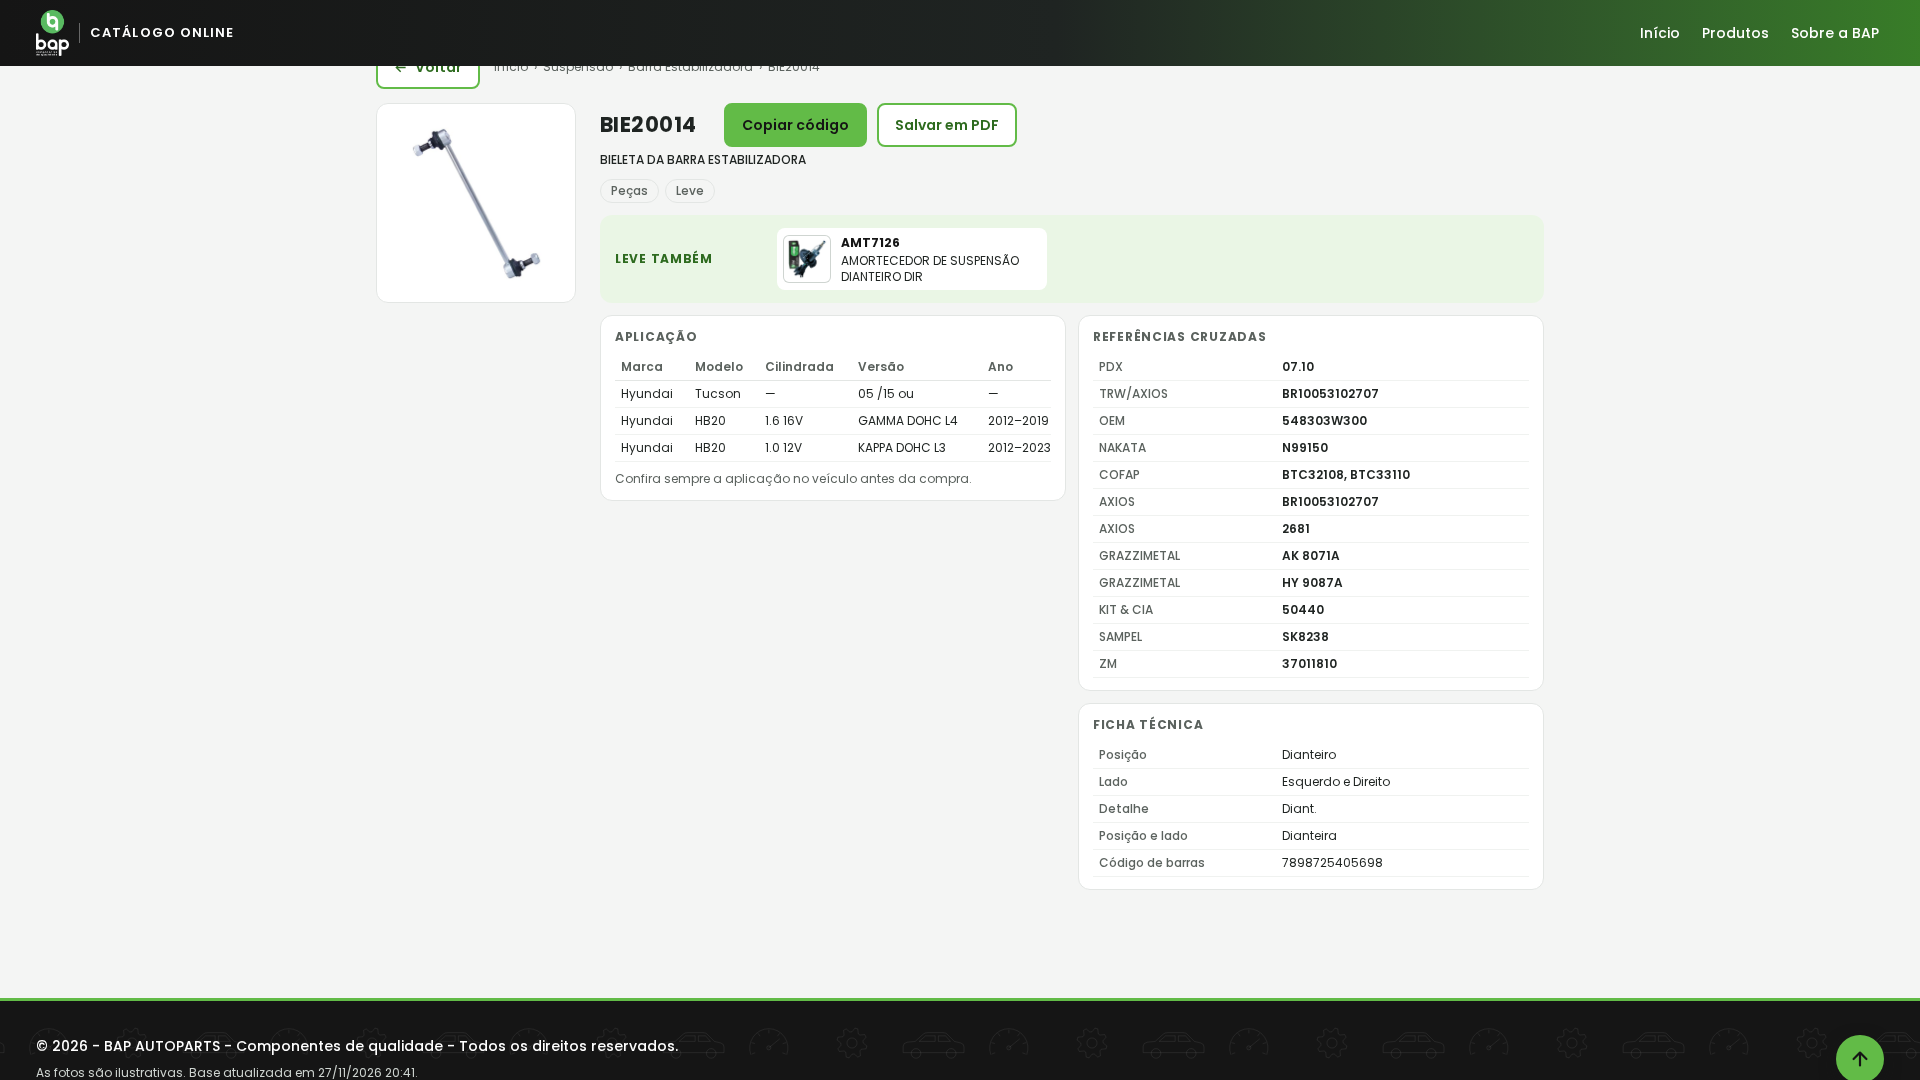 bap
CATÁLOGO ONLINE
Início
Produtos
Sobre a BAP
← Voltar
Início › Suspensão › Barra Estabilizadora › BIE20014
BIE20014
Copiar código
Salvar em PDF
BIELETA DA BARRA ESTABILIZADORA
Peças
Leve
LEVE TAMBÉM
AMT7126
AMORTECEDOR DE SUSPENSÃO
DIANTEIRO DIR
APLICAÇÃO
Marca Modelo Cilindrada Versão Ano
Hyundai Tucson — 05 /15 ou —
Hyundai HB20 1.6 16V GAMMA DOHC L4 2012–2019
Hyundai HB20 1.0 12V KAPPA DOHC L3 2012–2023
Confira sempre a aplicação no veículo antes da compra.
REFERÊNCIAS CRUZADAS
PDX 07.10
TRW/AXIOS BR10053102707
OEM 548303W300
NAKATA N99150
COFAP BTC32108, BTC33110
AXIOS BR10053102707
AXIOS 2681
GRAZZIMETAL AK 8071A
GRAZZIMETAL HY 9087A
KIT & CIA 50440
SAMPEL SK8238
ZM 37011810
FICHA TÉCNICA
Posição Dianteiro
Lado Esquerdo e Direito
Detalhe Diant.
Posição e lado Dianteira
Código de barras 7898725405698
© 2026 - BAP AUTOPARTS - Componentes de qualidade - Todos os direitos reservados.
As fotos são ilustrativas. Base atualizada em 27/11/2026 20:41.